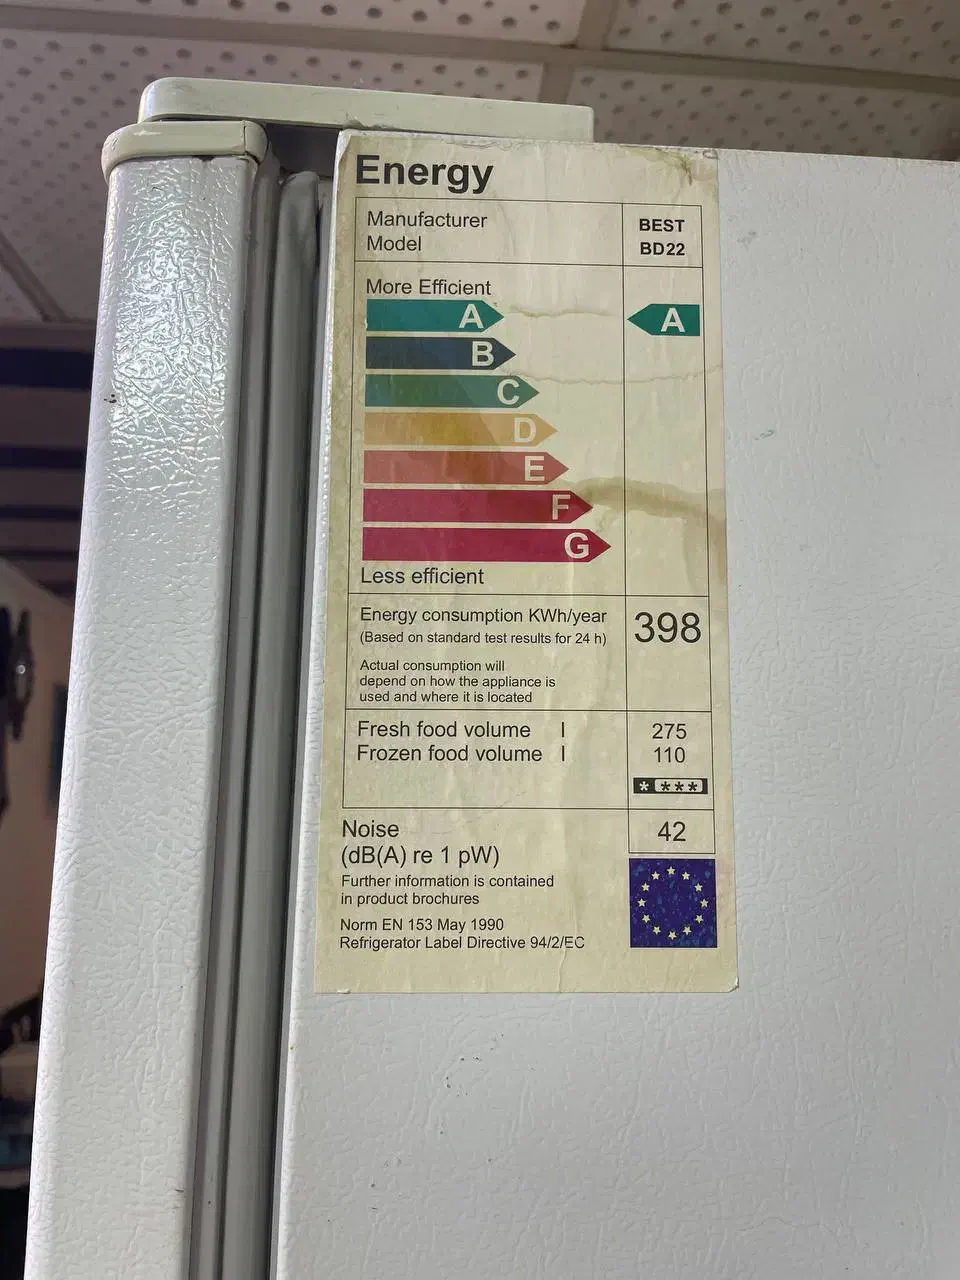 Energy
Manufacturer BEST
Model BD22
More Efficient
A A
B
C
D
E
F
G
Less efficient
Energy consumption KWh/year 398
(Based on standard test results for 24 h)
Actual consumption will
depend on how the appliance is
used and where it is located
Fresh food volume l 275
Frozen food volume l 110
* ***
Noise 42
(dB(A) re 1 pW)
Further information is contained
in product brochures
Norm EN 153 May 1990
Refrigerator Label Directive 94/2/EC